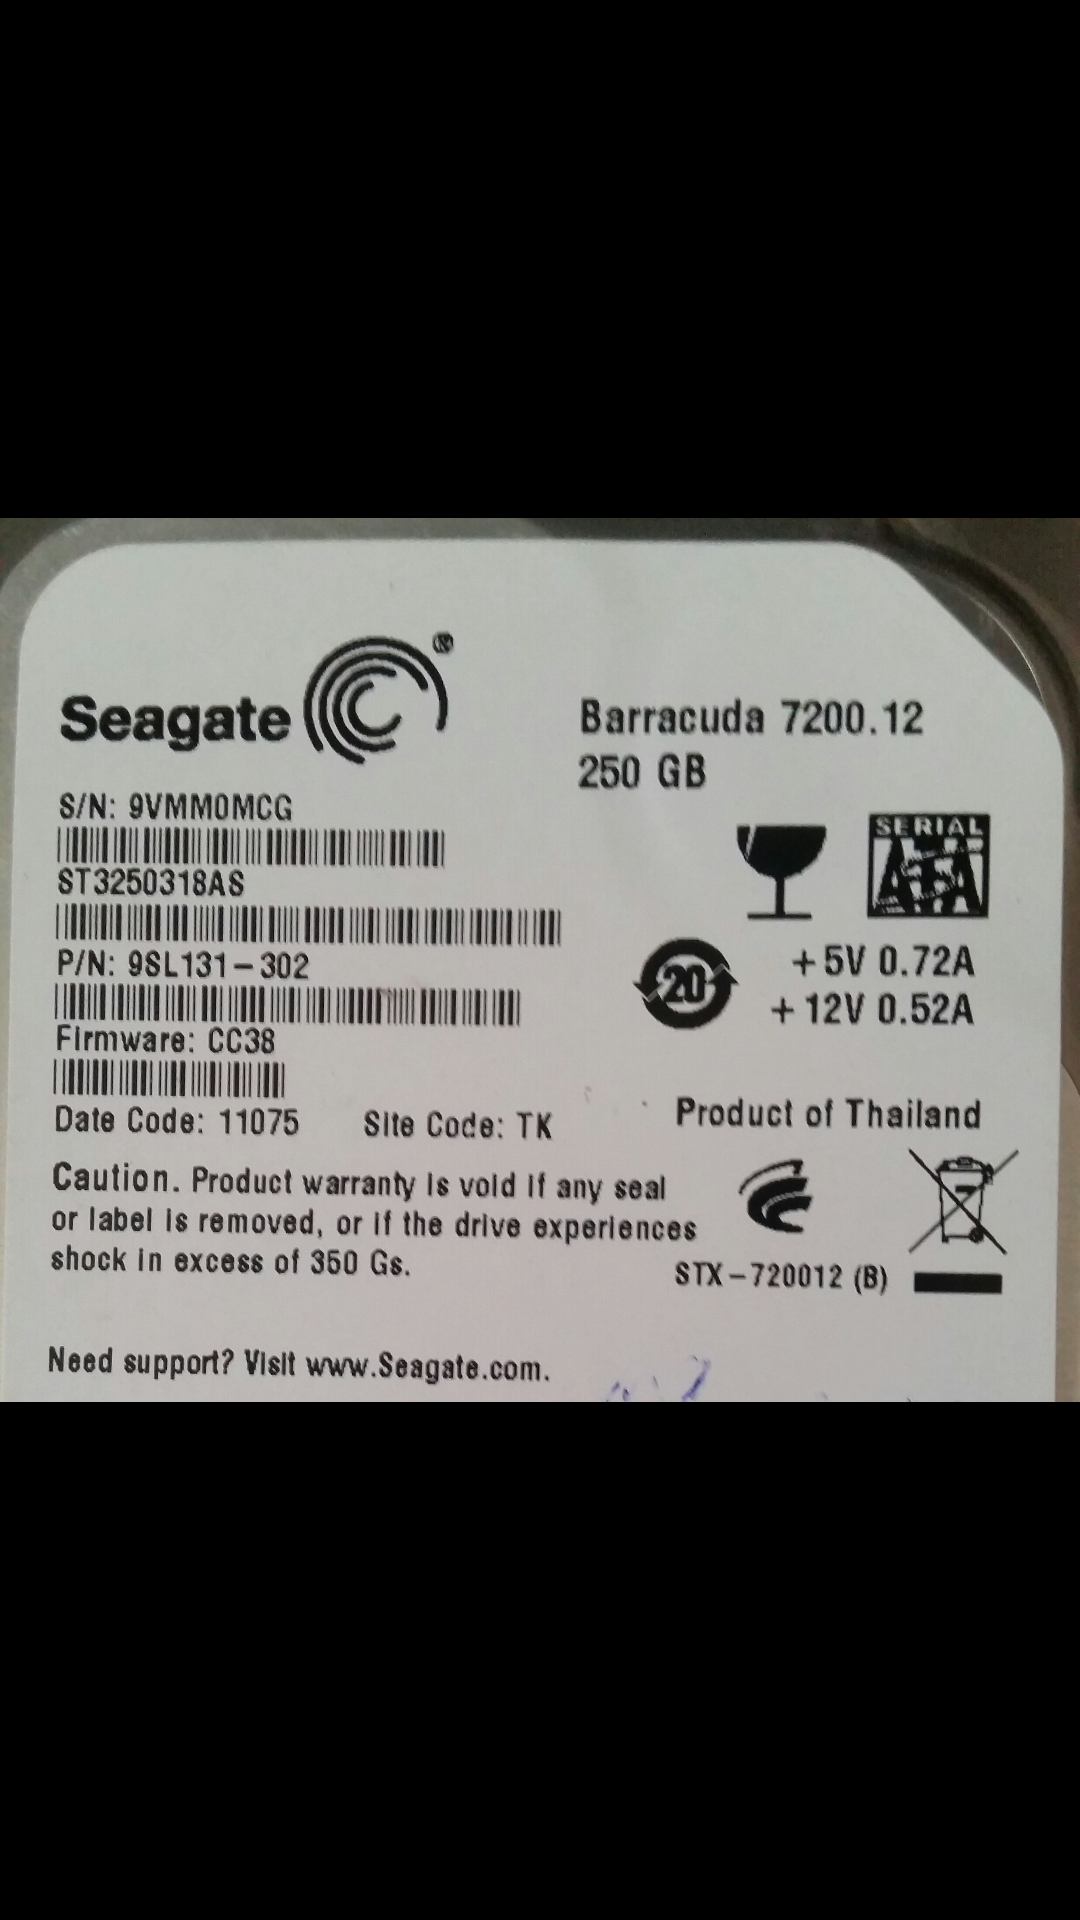 Seagate®
Barracuda 7200.12
250 GB
S/N: 9VMM0MCG
ST3250318AS
P/N: 9SL131-302
Firmware: CC38
Date Code: 11075 Site Code: TK
SERIAL
ATA
20
+5V 0.72A
+12V 0.52A
Product of Thailand
Caution. Product warranty is void if any seal
or label is removed, or if the drive experiences
shock in excess of 350 Gs.
STX-720012 (B)
Need support? Visit www.Seagate.com.